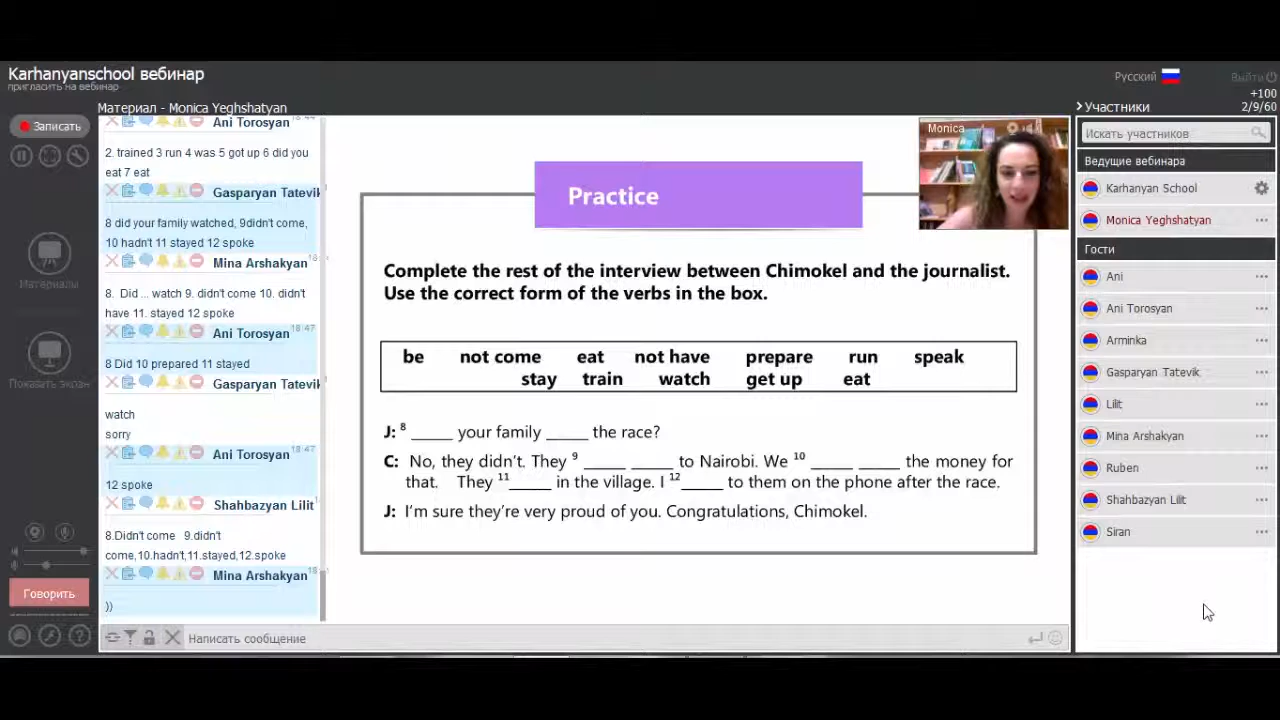 Karhanyanschool вебинар
пригласить на вебинар
Русский
Выйти
+100
Материал - Monica Yeghshatyan
Участники
2/9/60
Записать
Материалы
Показать экран
Говорить
Ani Torosyan 18:44
2. trained 3 run 4 was 5 got up 6 did you
eat 7 eat
Gasparyan Tatevik
8 did your family watched, 9didn't come,
10 hadn't 11 stayed 12 spoke
Mina Arshakyan
8. Did ... watch 9. didn't come 10. didn't
have 11. stayed 12 spoke
Ani Torosyan 18:47
8 Did 10 prepared 11 stayed
Gasparyan Tatevik
watch
sorry
Ani Torosyan 18:47
12 spoke
Shahbazyan Lilit
8.Didn't come 9.didn't
come,10.hadn't,11.stayed,12.spoke
Mina Arshakyan
))
Написать сообщение
Practice
Monica
Complete the rest of the interview between Chimokel and the journalist.
Use the correct form of the verbs in the box.
be not come eat not have prepare run speak
stay train watch get up eat
J: 8 _____ your family _____ the race?
C: No, they didn't. They 9 _____ _____ to Nairobi. We 10 _____ _____ the money for
that. They 11 _____ in the village. I 12 _____ to them on the phone after the race.
J: I'm sure they're very proud of you. Congratulations, Chimokel.
Искать участников
Ведущие вебинара
Karhanyan School
Monica Yeghshatyan
Гости
Ani
Ani Torosyan
Arminka
Gasparyan Tatevik
Lilit
Mina Arshakyan
Ruben
Shahbazyan Lilit
Siran